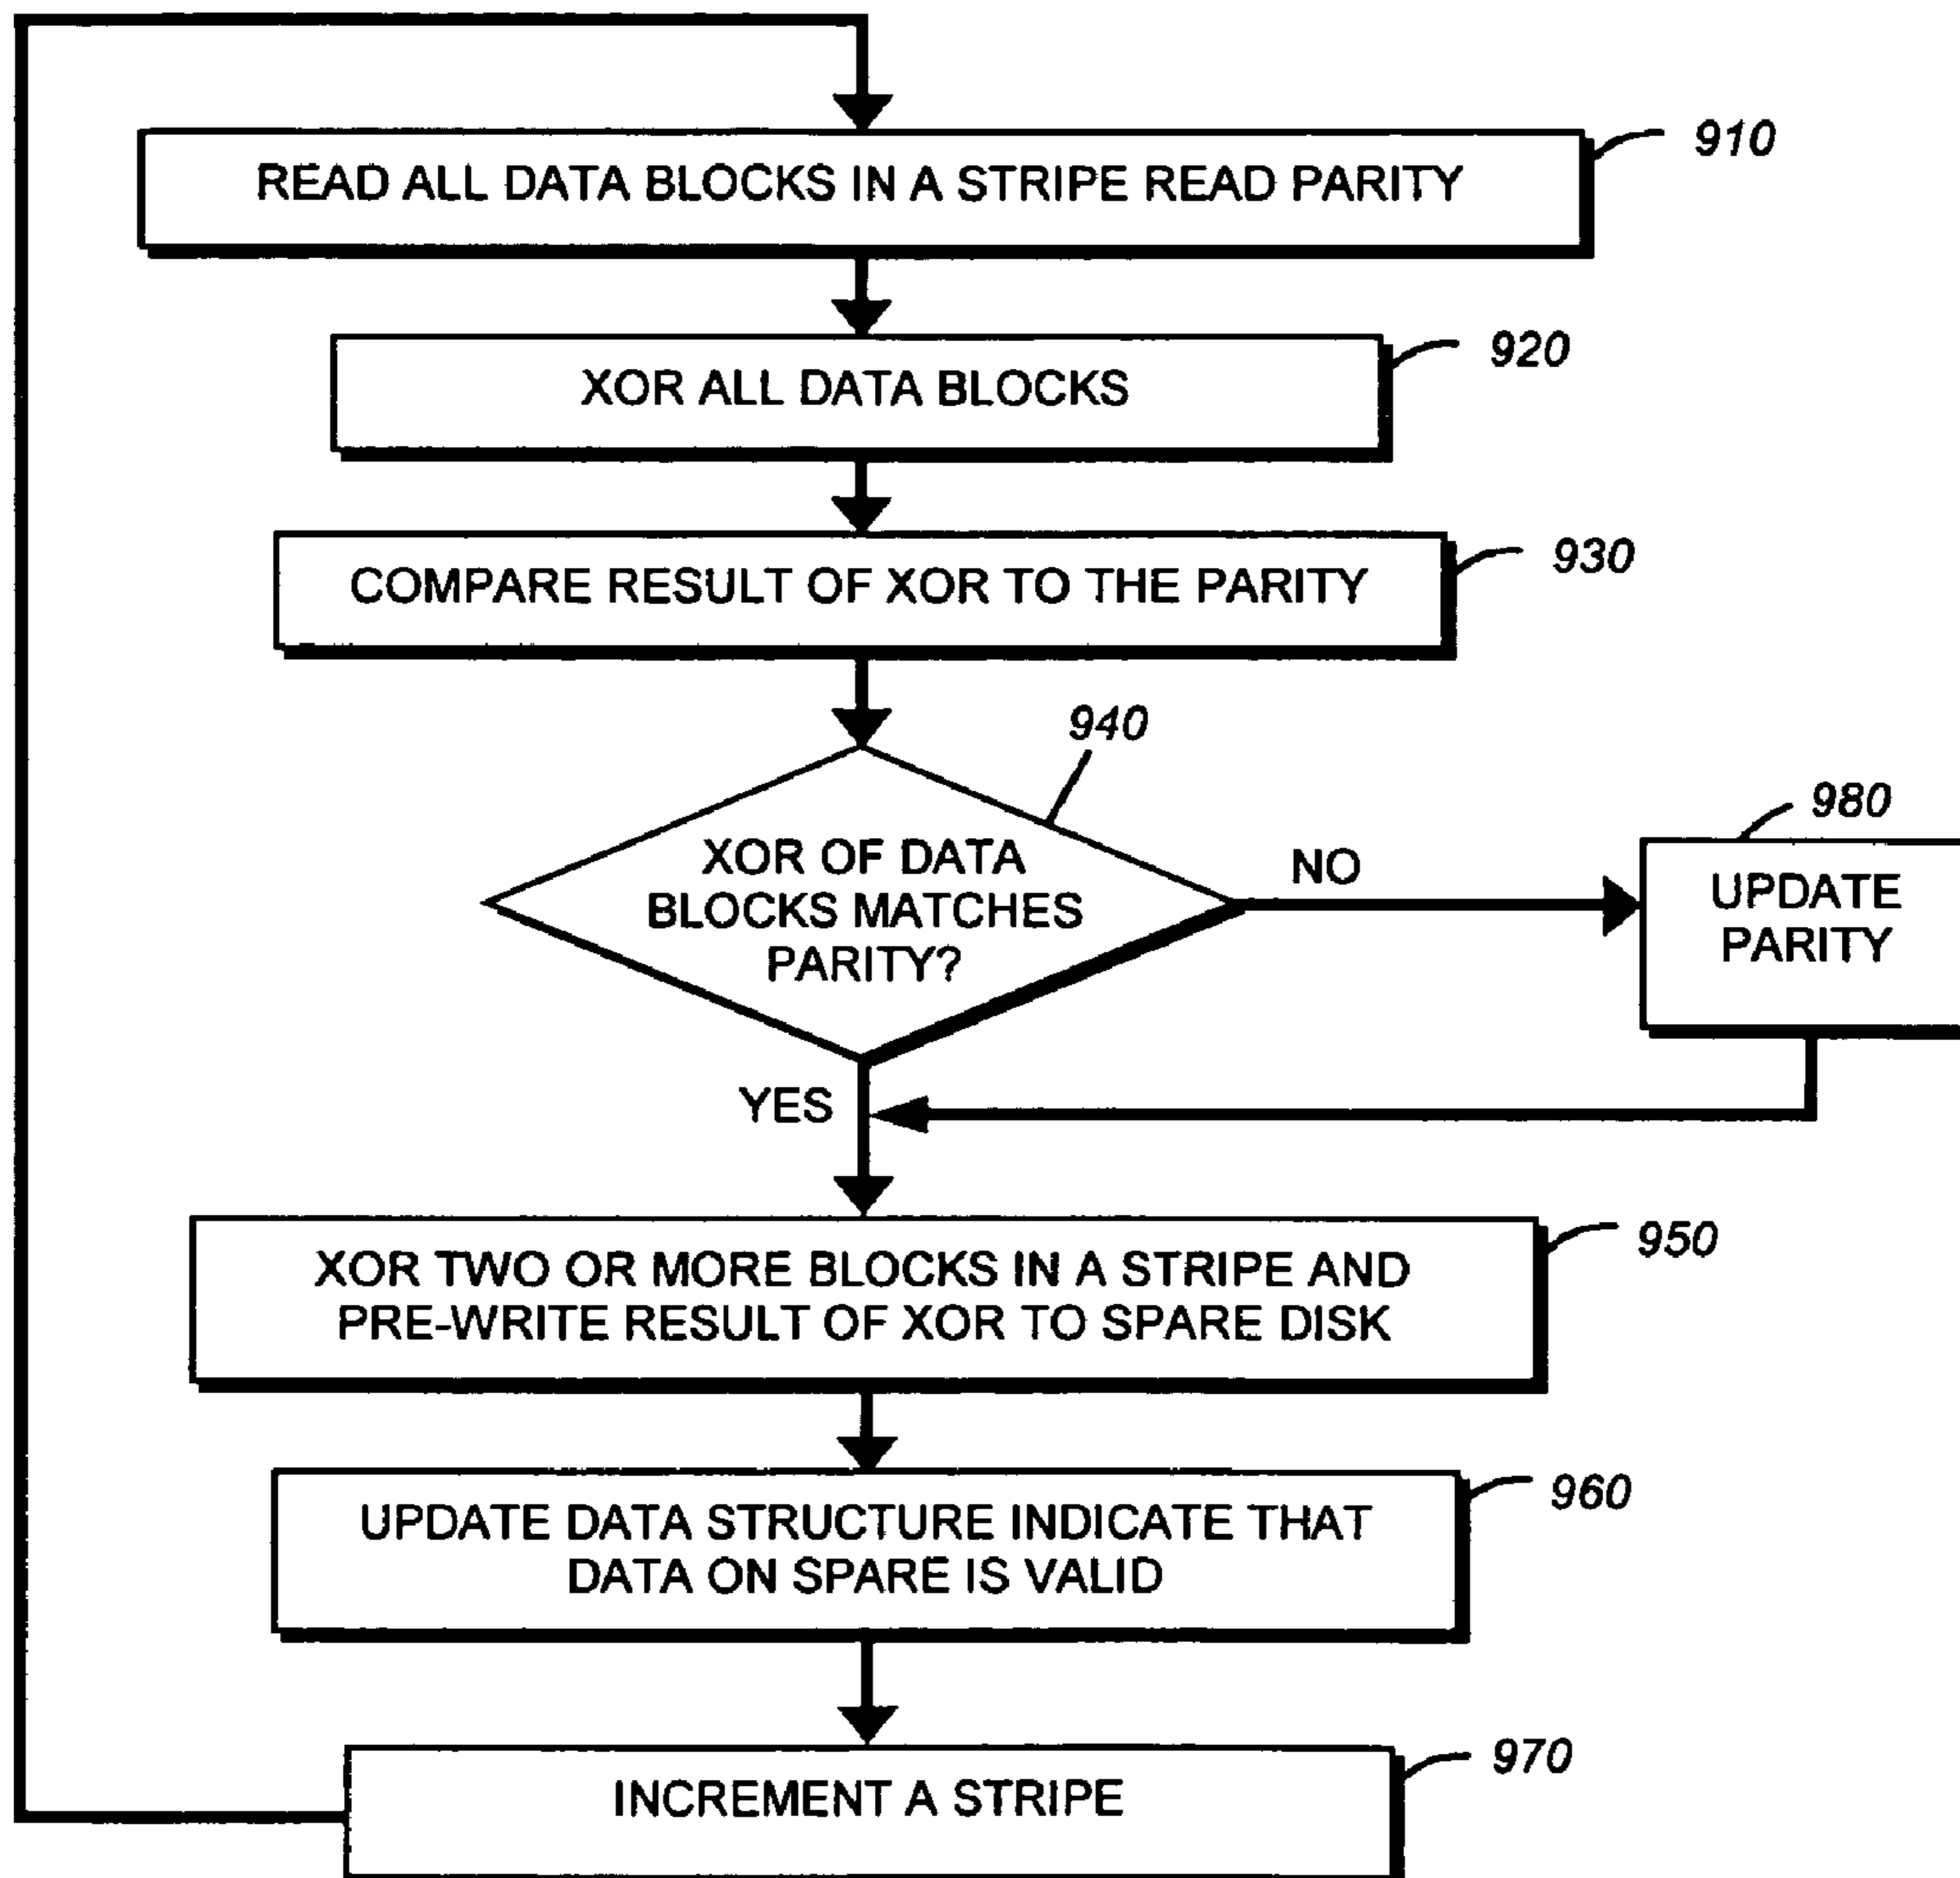 910
READ ALL DATA BLOCKS IN A STRIPE READ PARITY
920
XOR ALL DATA BLOCKS
930
COMPARE RESULT OF XOR TO THE PARITY
940
XOR OF DATA
BLOCKS MATCHES
PARITY?
NO
980
UPDATE
PARITY
YES
950
XOR TWO OR MORE BLOCKS IN A STRIPE AND
PRE-WRITE RESULT OF XOR TO SPARE DISK
960
UPDATE DATA STRUCTURE INDICATE THAT
DATA ON SPARE IS VALID
970
INCREMENT A STRIPE